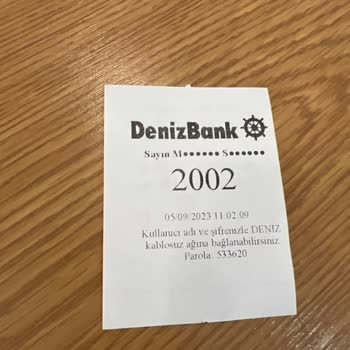 DenizBank
Sayın M●●●●●● S●●●●●●
2002
05/09/2023 11:02:09
Kullanıcı adı ve şifrenizle DENIZ
kablosuz ağına bağlanabilirsiniz
Parola: 533620